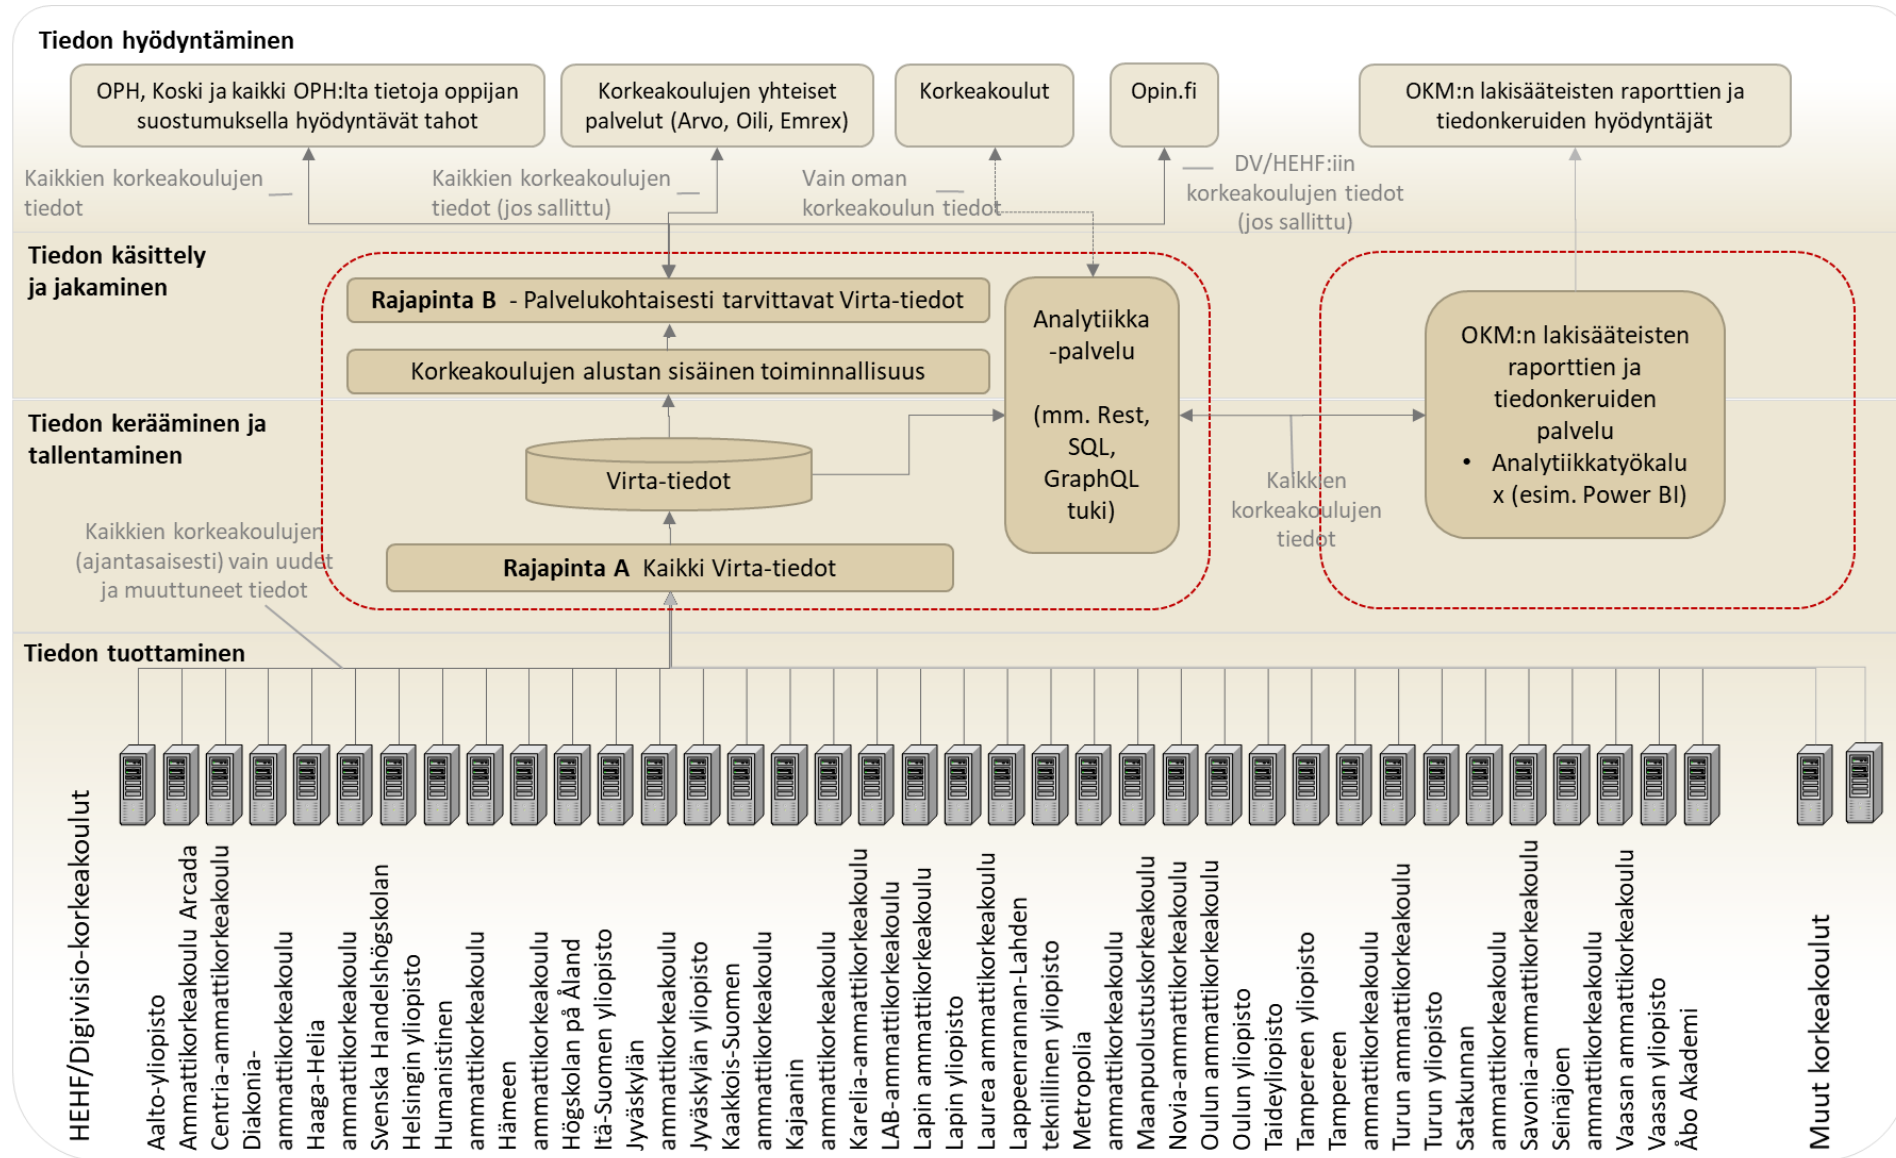 Tiedon hyödyntäminen
OPH, Koski ja kaikki OPH:lta tietoja oppijan
suostumuksella hyödyntävät tahot
Korkeakoulujen yhteiset
palvelut (Arvo, Oili, Emrex)
Korkeakoulut
Opin.fi
OKM:n lakisääteisten raporttien ja
tiedonkeruiden hyödyntäjät
Kaikkien korkeakoulujen
tiedot
Kaikkien korkeakoulujen
tiedot (jos sallittu)
Vain oman
korkeakoulun tiedot
DV/HEHF:iin
korkeakoulujen tiedot
(jos sallittu)
Tiedon käsittely
ja jakaminen
Rajapinta B - Palvelukohtaisesti tarvittavat Virta-tiedot
Korkeakoulujen alustan sisäinen toiminnallisuus
Analytiikka
-palvelu
(mm. Rest,
SQL,
GraphQL
tuki)
OKM:n lakisääteisten
raporttien ja
tiedonkeruiden
palvelu
• Analytiikkatyökalu
x (esim. Power BI)
Tiedon kerääminen ja
tallentaminen
Virta-tiedot
Kaikkien
korkeakoulujen
tiedot
Kaikkien korkeakoulujen
(ajantasaisesti) vain uudet
ja muuttuneet tiedot
Rajapinta A Kaikki Virta-tiedot
Tiedon tuottaminen
HEHF/Digivisio-korkeakoulut
Aalto-yliopisto
Ammattikorkeakoulu Arcada
Centria-ammattikorkeakoulu
Diakonia-
ammattikorkeakoulu
Haaga-Helia
ammattikorkeakoulu
Svenska Handelshögskolan
Helsingin yliopisto
Humanistinen
ammattikorkeakoulu
Hämeen
ammattikorkeakoulu
Högskolan på Åland
Itä-Suomen yliopisto
Jyväskylän
ammattikorkeakoulu
Jyväskylän yliopisto
Kaakkois-Suomen
ammattikorkeakoulu
Kajaanin
ammattikorkeakoulu
Karelia-ammattikorkeakoulu
LAB-ammattikorkeakoulu
Lapin ammattikorkeakoulu
Lapin yliopisto
Laurea ammattikorkeakoulu
Lappeenrannan-Lahden
teknillinen yliopisto
Metropolia
ammattikorkeakoulu
Maanpuolustuskorkeakoulu
Novia-ammattikorkeakoulu
Oulun ammattikorkeakoulu
Oulun yliopisto
Taideyliopisto
Tampereen yliopisto
Tampereen
ammattikorkeakoulu
Turun ammattikorkeakoulu
Turun yliopisto
Satakunnan
ammattikorkeakoulu
Savonia-ammattikorkeakoulu
Seinäjoen
ammattikorkeakoulu
Vaasan ammattikorkeakoulu
Vaasan yliopisto
Åbo Akademi
Muut korkeakoulut